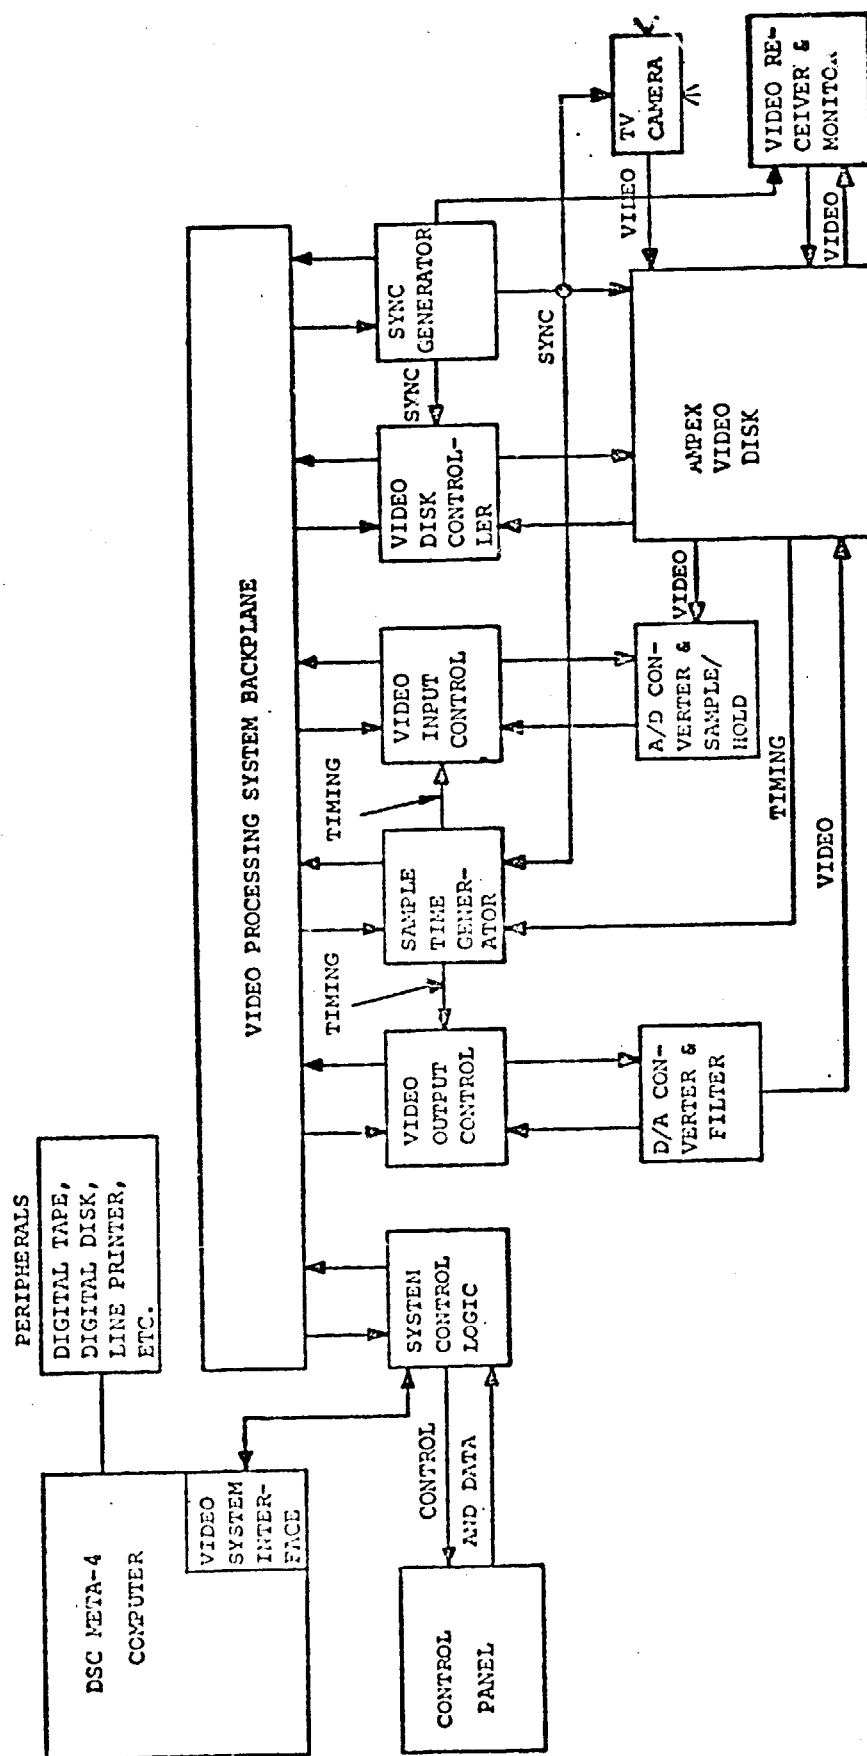 PERIPHERALS
DIGITAL TAPE,
DIGITAL DISK,
LINE PRINTER,
ETC.
DSC META-4
COMPUTER
VIDEO
SYSTEM
INTER-
FACE
VIDEO PROCESSING SYSTEM BACKPLANE
CONTROL
AND DATA
CONTROL
PANEL
SYSTEM
CONTROL
LOGIC
VIDEO
OUTPUT
CONTROL
TIMING
SAMPLE
TIME
GENER-
ATOR
TIMING
VIDEO
INPUT
CONTROL
VIDEO
DISK
CONTROL-
LER
SYNC
SYNC
GENERATOR
SYNC
TV
CAMERA
VIDEO
D/A CON-
VERTER &
FILTER
A/D CON-
VERTER &
SAMPLE/
HOLD
VIDEO
TIMING
VIDEO
AMPEX
VIDEO
DISK
VIDEO
VIDEO RE-
CEIVER &
MONITOR